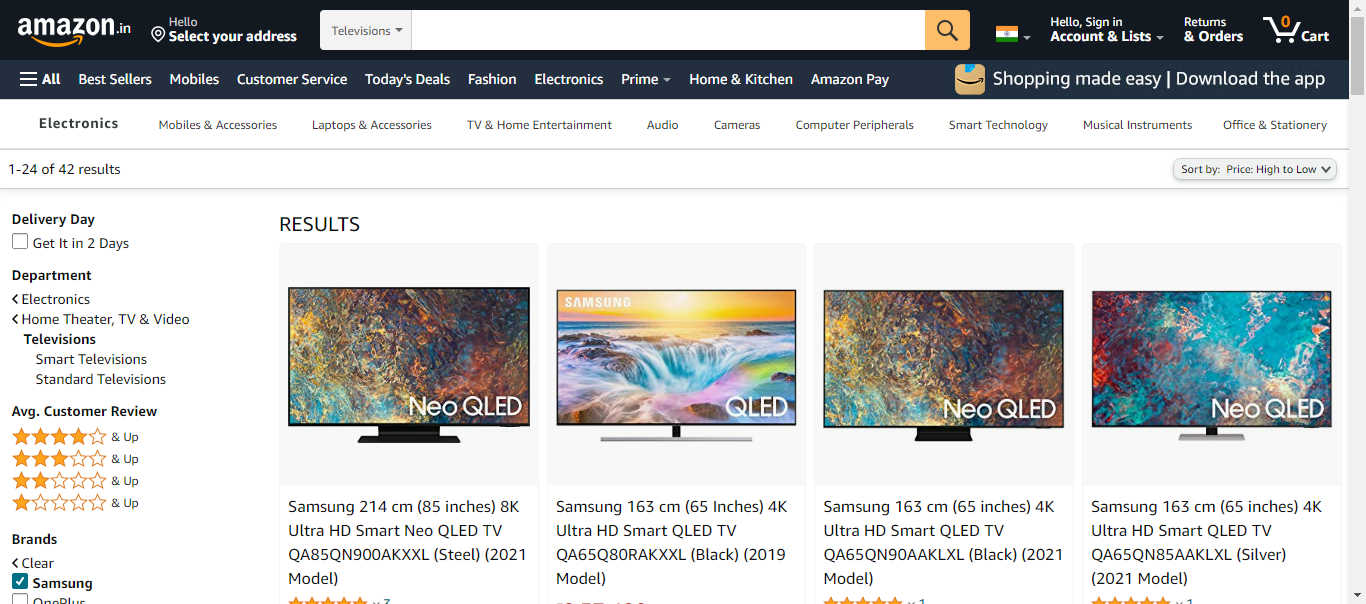 amazon.in
Hello
Select your address
Televisions
Hello, Sign in
Account & Lists
Returns
& Orders
0
Cart
All
Best Sellers
Mobiles
Customer Service
Today's Deals
Fashion
Electronics
Prime
Home & Kitchen
Amazon Pay
Shopping made easy | Download the app
Electronics
Mobiles & Accessories
Laptops & Accessories
TV & Home Entertainment
Audio
Cameras
Computer Peripherals
Smart Technology
Musical Instruments
Office & Stationery
1-24 of 42 results
Sort by: Price: High to Low
Delivery Day
Get It in 2 Days
Department
Electronics
Home Theater, TV & Video
Televisions
Smart Televisions
Standard Televisions
Avg. Customer Review
& Up
& Up
& Up
& Up
Brands
Clear
Samsung
OnePlus
RESULTS
Neo QLED
Samsung 214 cm (85 inches) 8K
Ultra HD Smart Neo QLED TV
QA85QN900AKXXL (Steel) (2021
Model)
3
SAMSUNG
QLED
Samsung 163 cm (65 Inches) 4K
Ultra HD Smart QLED TV
QA65Q80RAKXXL (Black) (2019
Model)
Neo QLED
Samsung 163 cm (65 inches) 4K
Ultra HD Smart QLED TV
QA65QN90AAKLXL (Black) (2021
Model)
1
Neo QLED
Samsung 163 cm (65 inches) 4K
Ultra HD Smart QLED TV
QA65QN85AAKLXL (Silver)
(2021 Model)
1